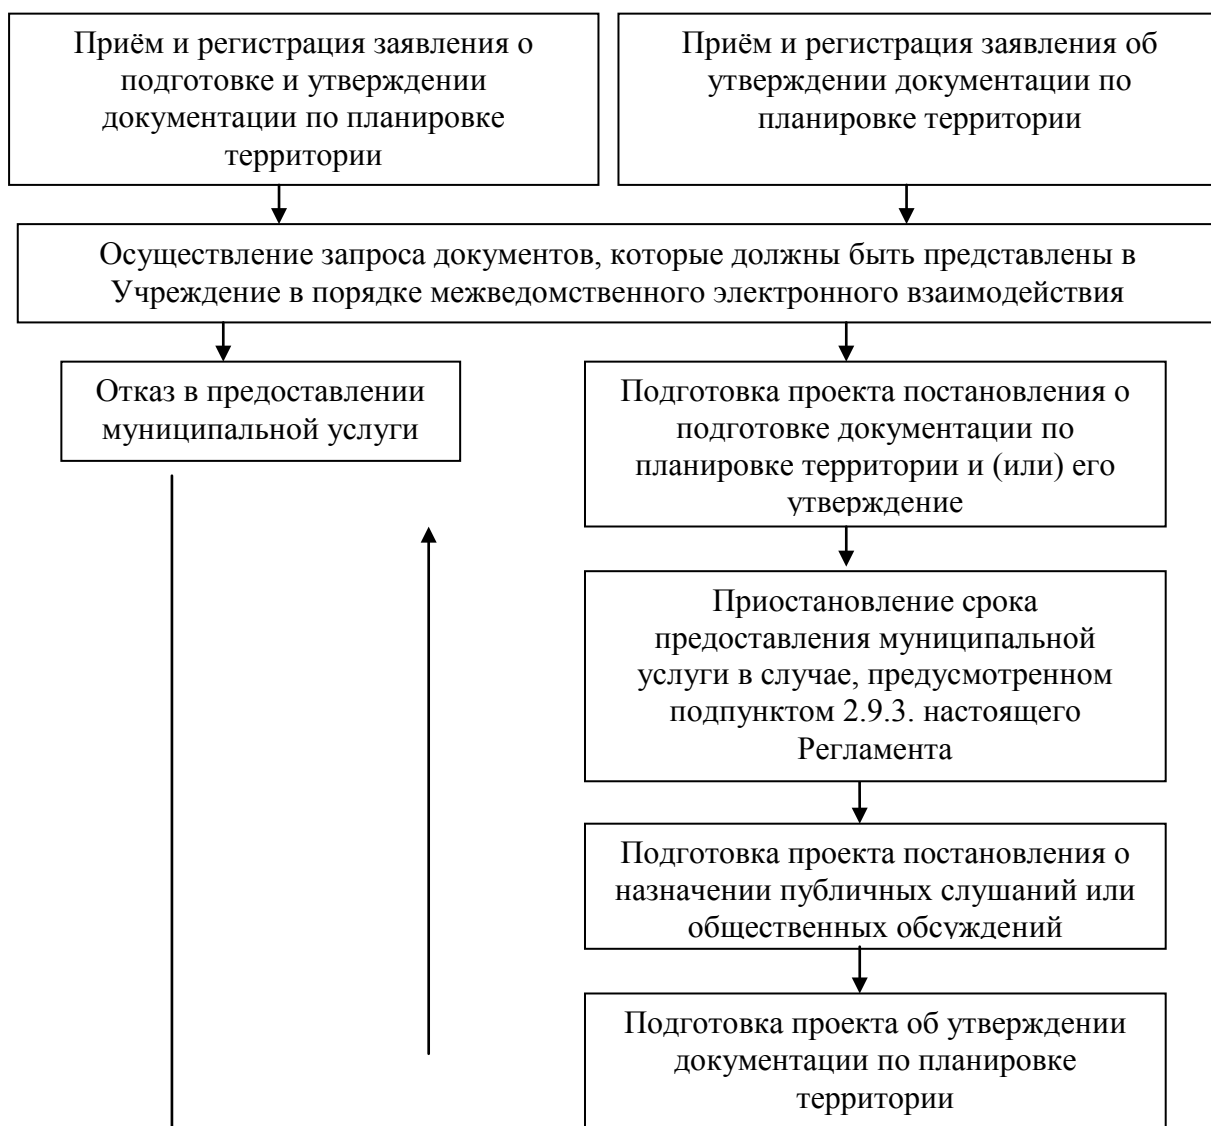 Приём и регистрация заявления о
подготовке и утверждении
документации по планировке
территории
Приём и регистрация заявления об
утверждении документации по
планировке территории
Осуществление запроса документов, которые должны быть представлены в
Учреждение в порядке межведомственного электронного взаимодействия
Отказ в предоставлении
муниципальной услуги
Подготовка проекта постановления о
подготовке документации по
планировке территории и (или) его
утверждение
Приостановление срока
предоставления муниципальной
услуги в случае, предусмотренном
подпунктом 2.9.3. настоящего
Регламента
Подготовка проекта постановления о
назначении публичных слушаний или
общественных обсуждений
Подготовка проекта об утверждении
документации по планировке
территории